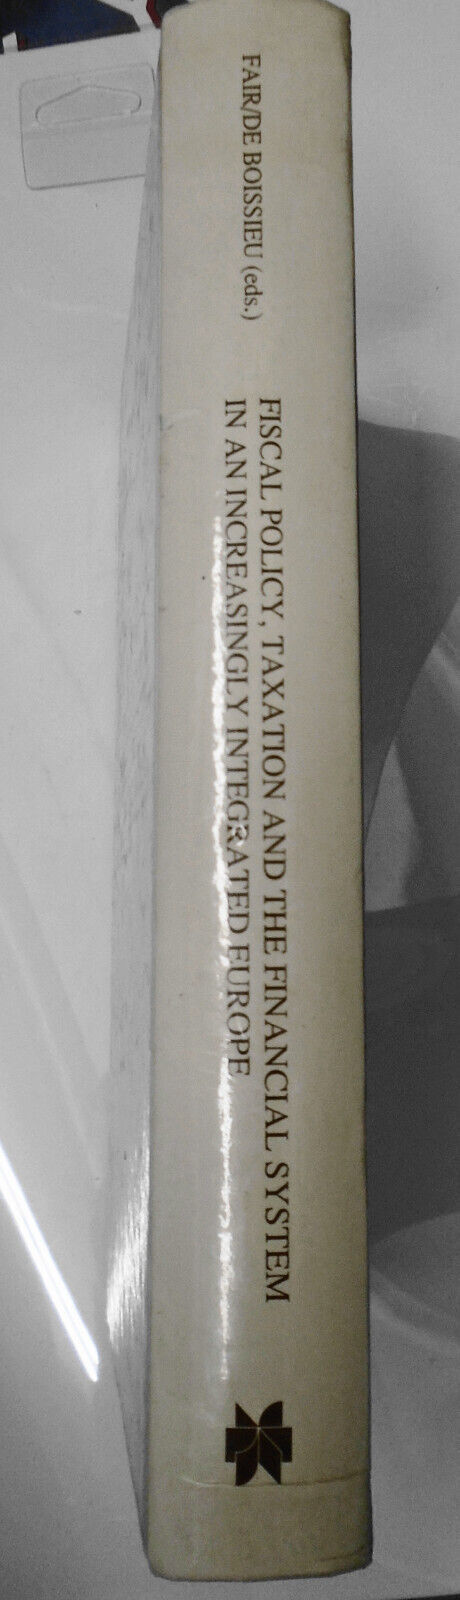 FAIR/DE BOISSIEU (eds.)
FISCAL POLICY, TAXATION AND THE FINANCIAL SYSTEM
IN AN INCREASINGLY INTEGRATED EUROPE